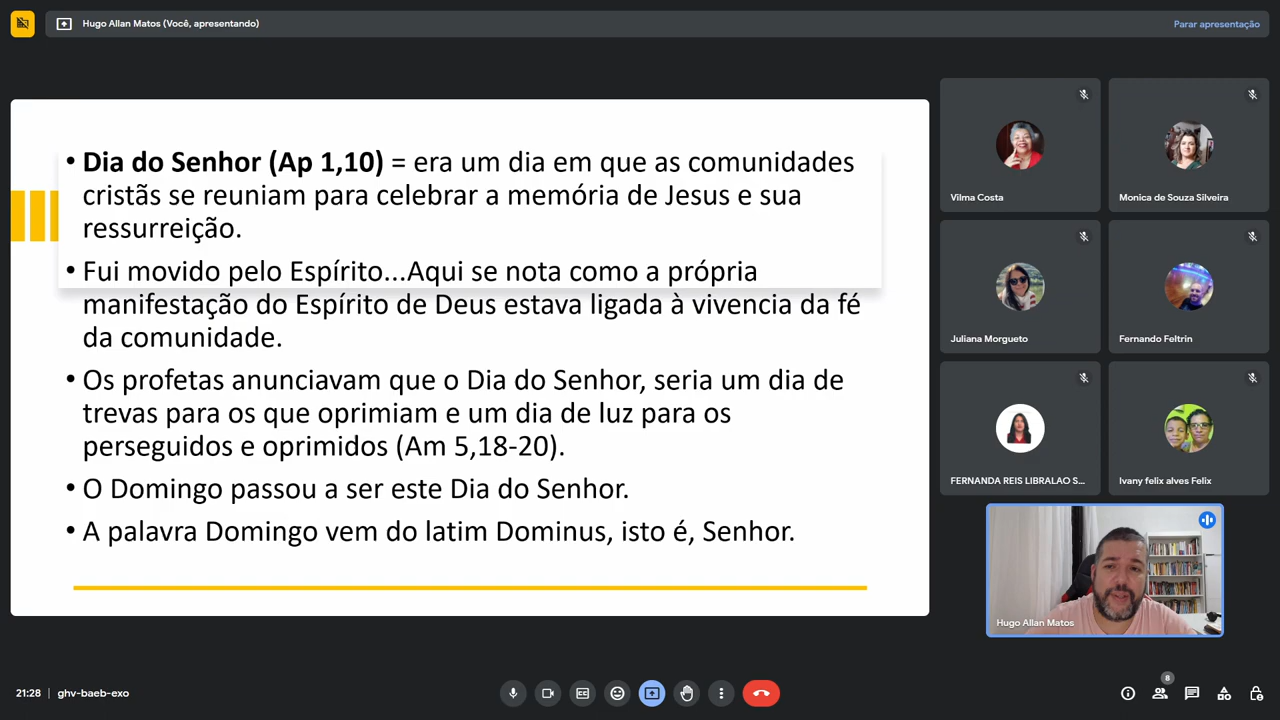 Hugo Allan Matos (Você, apresentando)
Parar apresentação
• Dia do Senhor (Ap 1,10) = era um dia em que as comunidades
cristãs se reuniam para celebrar a memória de Jesus e sua
ressurreição.
• Fui movido pelo Espírito...Aqui se nota como a própria
manifestação do Espírito de Deus estava ligada à vivencia da fé
da comunidade.
• Os profetas anunciavam que o Dia do Senhor, seria um dia de
trevas para os que oprimiam e um dia de luz para os
perseguidos e oprimidos (Am 5,18-20).
• O Domingo passou a ser este Dia do Senhor.
• A palavra Domingo vem do latim Dominus, isto é, Senhor.
Vilma Costa
Monica de Souza Silveira
Juliana Morgueto
Fernando Feltrin
FERNANDA REIS LIBRALAO S...
Ivany felix alves Felix
Hugo Allan Matos
21:28 | ghv-baeb-exo
8